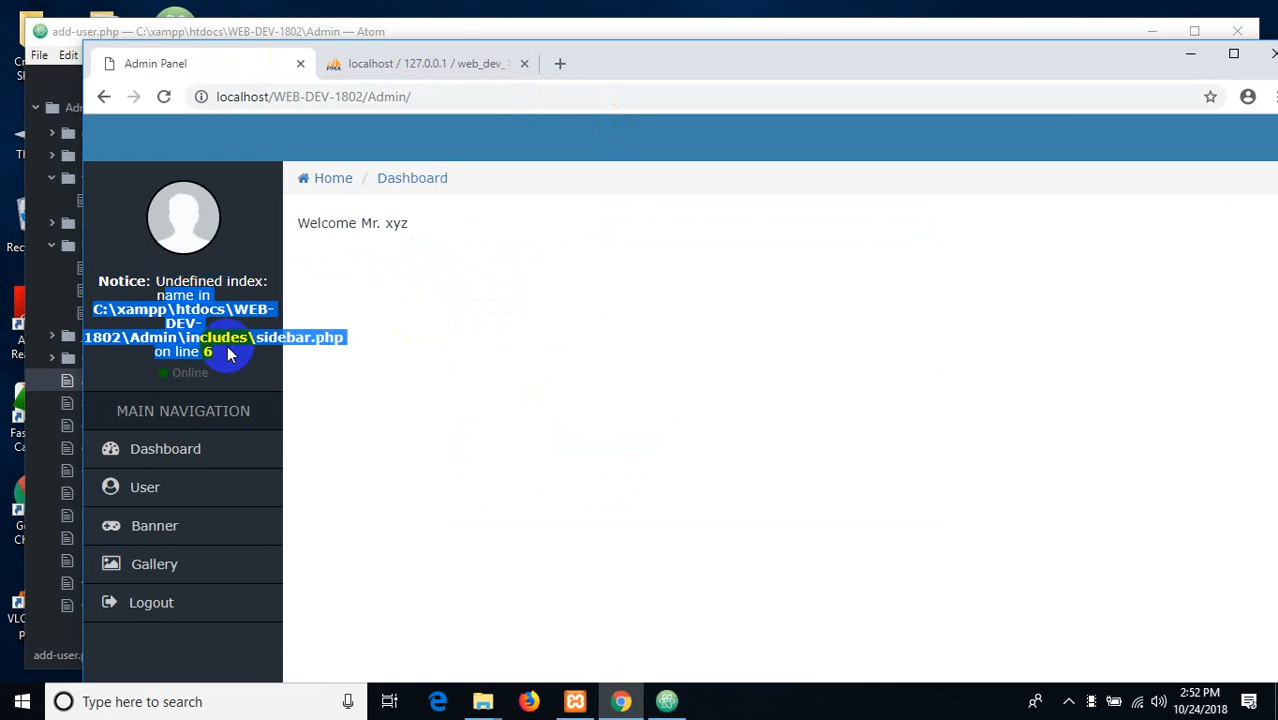 add-user.php — C:\xampp\htdocs\WEB-DEV-1802\Admin — Atom
File Edit
Admin Panel
localhost / 127.0.0.1 / web_dev_1
localhost/WEB-DEV-1802/Admin/
Home / Dashboard
Welcome Mr. xyz
Notice: Undefined index:
name in
C:\xampp\htdocs\WEB-
DEV-
1802\Admin\includes\sidebar.php
on line 6
Online
MAIN NAVIGATION
Dashboard
User
Banner
Gallery
Logout
add-user.p
Type here to search
2:52 PM
10/24/2018